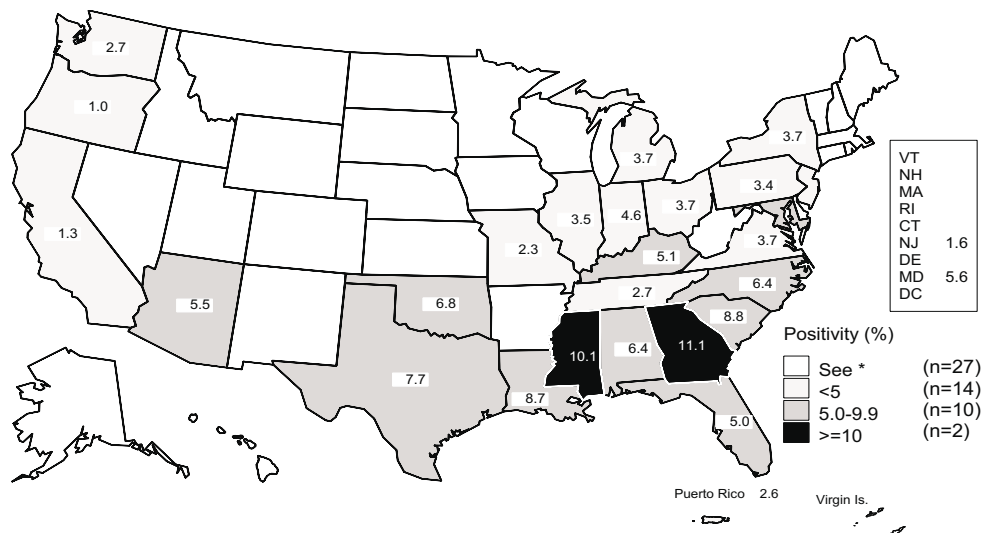 2.7
1.0
3.7
3.7
3.4
3.5
4.6
3.7
1.3
2.3
3.7
5.1
5.5
6.8
2.7
6.4
8.8
10.1
6.4
11.1
7.7
8.7
5.0
VT
NH
MA
RI
CT
NJ 1.6
DE
MD 5.6
DC
Positivity (%)
See * (n=27)
<5 (n=14)
5.0-9.9 (n=10)
>=10 (n=2)
Puerto Rico 2.6
Virgin Is.